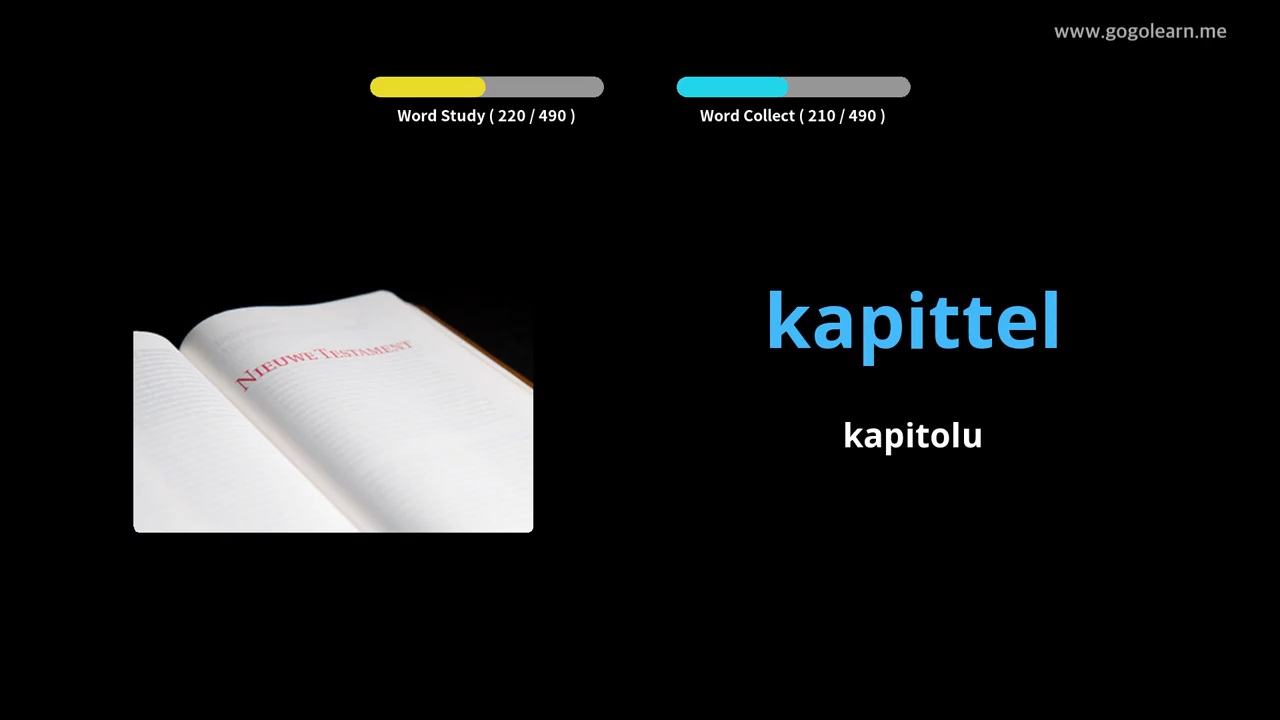 www.gogolearn.me
Word Study ( 220 / 490 )
Word Collect ( 210 / 490 )
NIEUWE TESTAMENT
kapittel
kapitolu